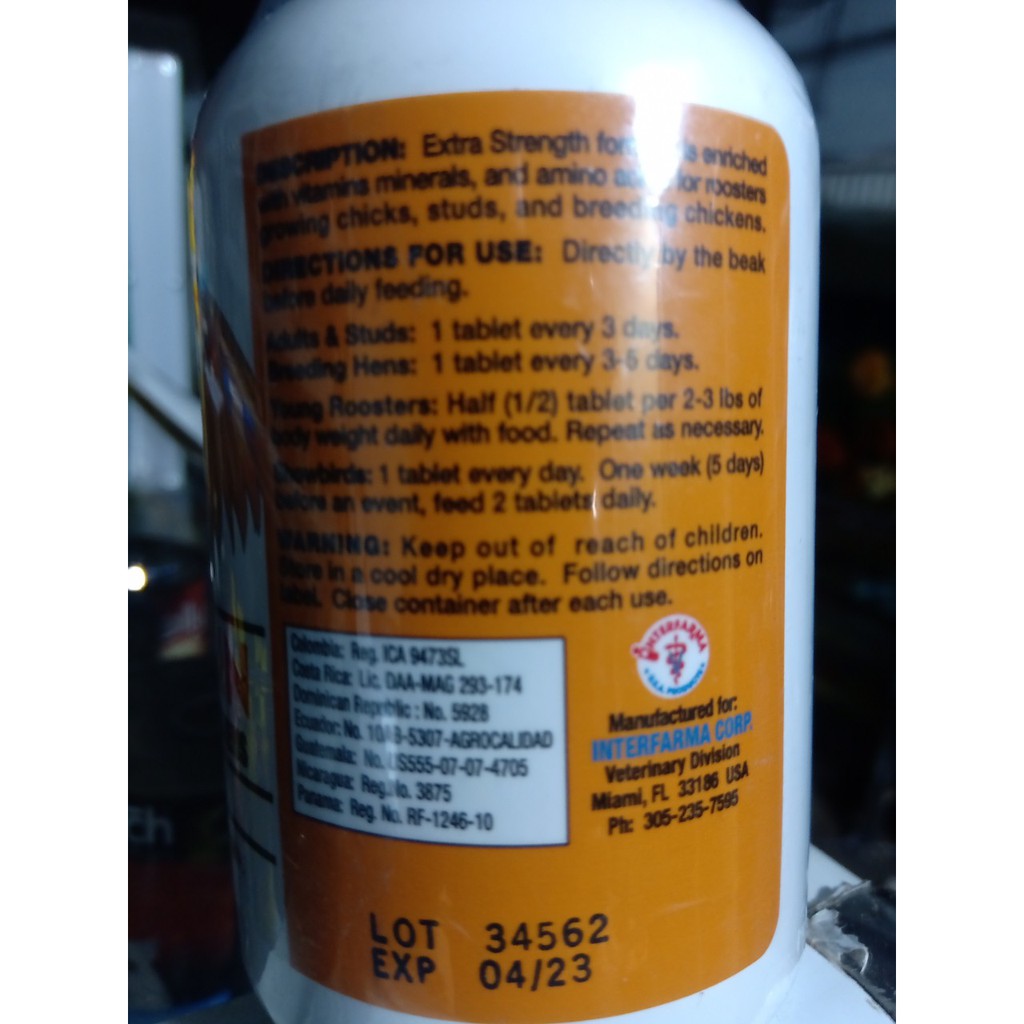 DESCRIPTION: Extra Strength enriched
with vitamins minerals, and amino for roosters
growing chicks, studs, and breeding chickens.
DIRECTIONS FOR USE: Directly by the beak
before daily feeding.
Adults & Studs: 1 tablet every 3 days.
Breeding Hens: 1 tablet every 3-5 days.
Young Roosters: Half (1/2) tablet per 2-3 lbs of
body weight daily with food. Repeat as necessary.
Showbirds: 1 tablet every day. One week (5 days)
before an event, feed 2 tablets daily.
WARNING: Keep out of reach of children.
Store in a cool dry place. Follow directions on
Label. Close container after each use.
Colombia: Reg. ICA 9473SL
Costa Rica: Lic. DAA-MAG 293-174
Dominican Republic : No. 5928
Ecuador: No. AGROCALIDAD
Guatemala: No. US555-07-07-4705
Nicaragua: Reg.No. 3875
Panama: Reg. No. RF-1246-10
INTERFARMA
U.S.A. PRODUCTS
Manufactured for:
INTERFARMA CORP.
Veterinary Division
Miami, FL 33186 USA
Ph: 305-235-7595
LOT 34562
EXP 04/23
ch